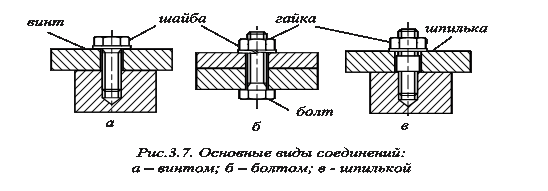 винт шайба гайка шпилька
болт
а б в
Рис.3.7. Основные виды соединений:
а – винтом; б – болтом; в - шпилькой